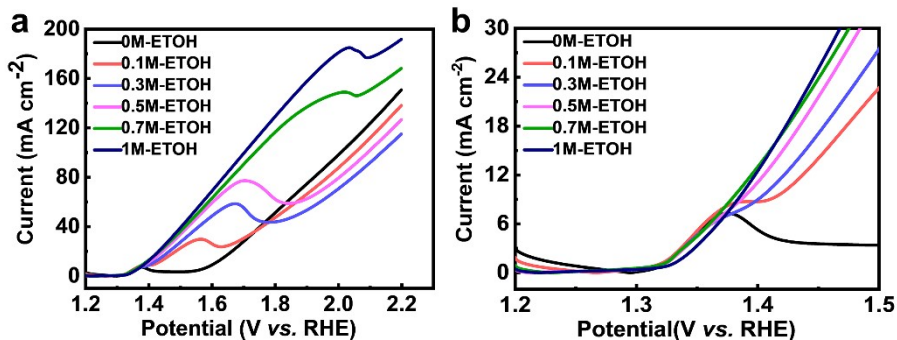 a
200
160
120
80
40
0
Current (mA cm⁻²)
0M-ETOH
0.1M-ETOH
0.3M-ETOH
0.5M-ETOH
0.7M-ETOH
1M-ETOH
1.2 1.4 1.6 1.8 2.0 2.2
Potential (V vs. RHE)
b
30
24
18
12
6
0
Current (mA cm⁻²)
0M-ETOH
0.1M-ETOH
0.3M-ETOH
0.5M-ETOH
0.7M-ETOH
1M-ETOH
1.2 1.3 1.4 1.5
Potential(V vs. RHE)